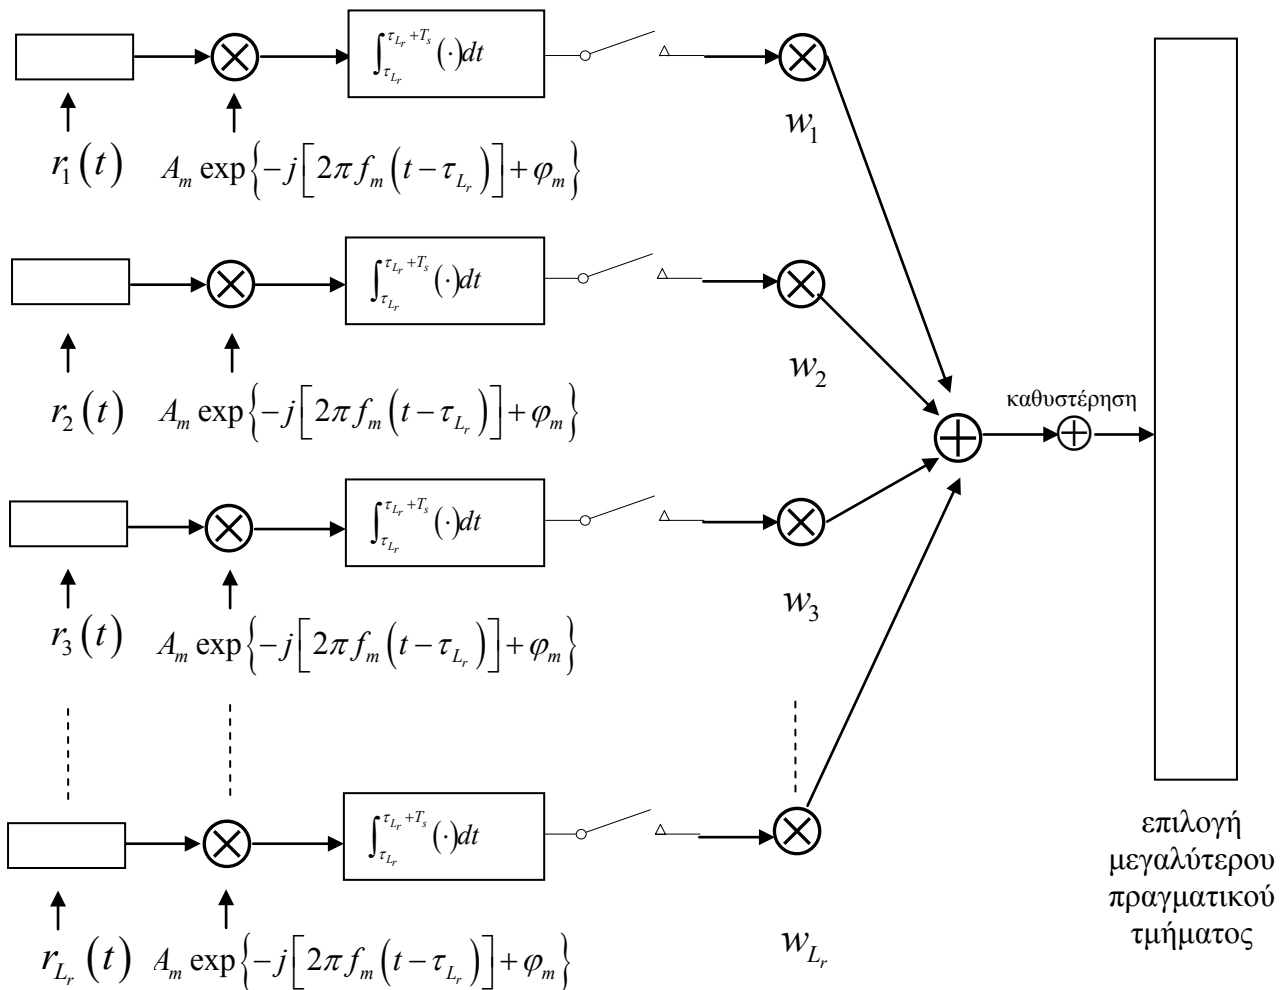 ∫_{τ_{L_r}}^{τ_{L_r}+T_s} (·)dt
w_1
r_1(t) A_m exp{-j[2πf_m(t-τ_{L_r})]+φ_m}
∫_{τ_{L_r}}^{τ_{L_r}+T_s} (·)dt
w_2
r_2(t) A_m exp{-j[2πf_m(t-τ_{L_r})]+φ_m}
καθυστέρηση
∫_{τ_{L_r}}^{τ_{L_r}+T_s} (·)dt
w_3
r_3(t) A_m exp{-j[2πf_m(t-τ_{L_r})]+φ_m}
∫_{τ_{L_r}}^{τ_{L_r}+T_s} (·)dt
w_{L_r}
r_{L_r}(t) A_m exp{-j[2πf_m(t-τ_{L_r})]+φ_m}
επιλογή
μεγαλύτερου
πραγματικού
τμήματος